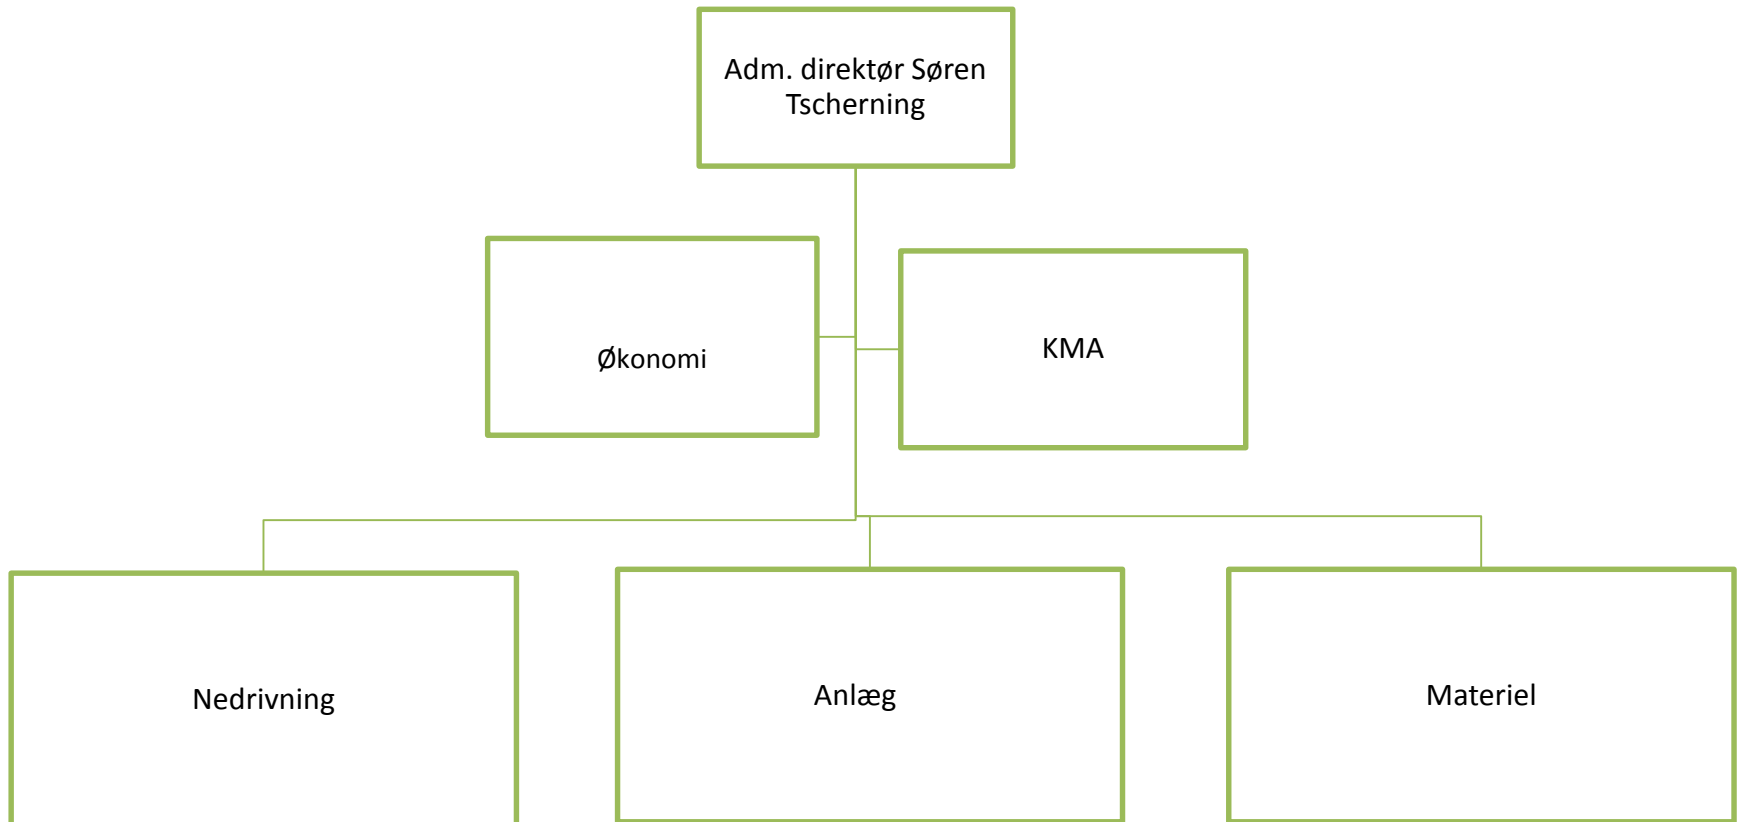 Adm. direktør Søren
Tscherning
Økonomi
KMA
Nedrivning
Anlæg
Materiel